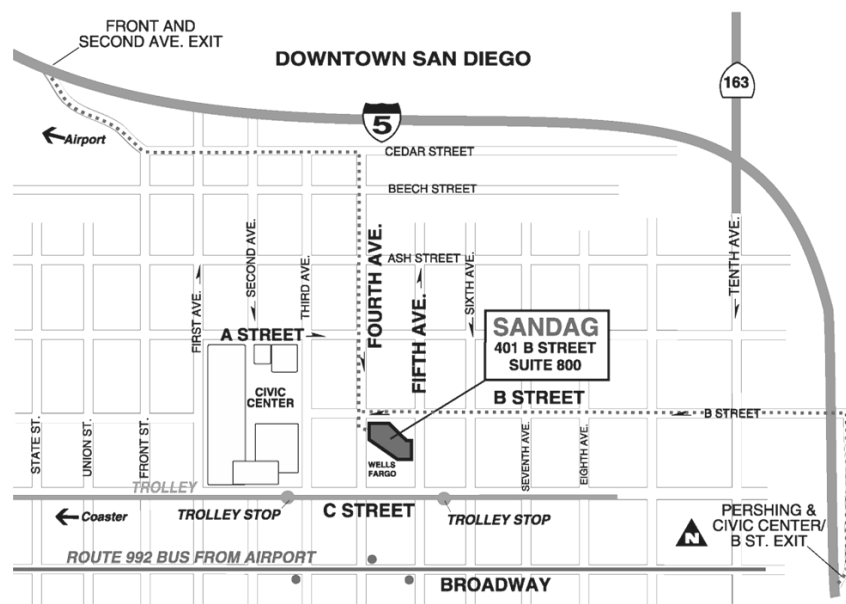 FRONT AND
SECOND AVE. EXIT
DOWNTOWN SAN DIEGO
163
5
Airport
CEDAR STREET
BEECH STREET
ASH STREET
FIRST AVE.
SECOND AVE.
THIRD AVE.
FOURTH AVE.
FIFTH AVE.
SIXTH AVE.
TENTH AVE.
A STREET
SANDAG
401 B STREET
SUITE 800
CIVIC
CENTER
B STREET
B STREET
STATE ST.
UNION ST.
FRONT ST.
WELLS
FARGO
SEVENTH AVE.
EIGHTH AVE.
TROLLEY
TROLLEY STOP
C STREET
TROLLEY STOP
Coaster
N
PERSHING &
CIVIC CENTER/
B ST. EXIT
ROUTE 992 BUS FROM AIRPORT
BROADWAY